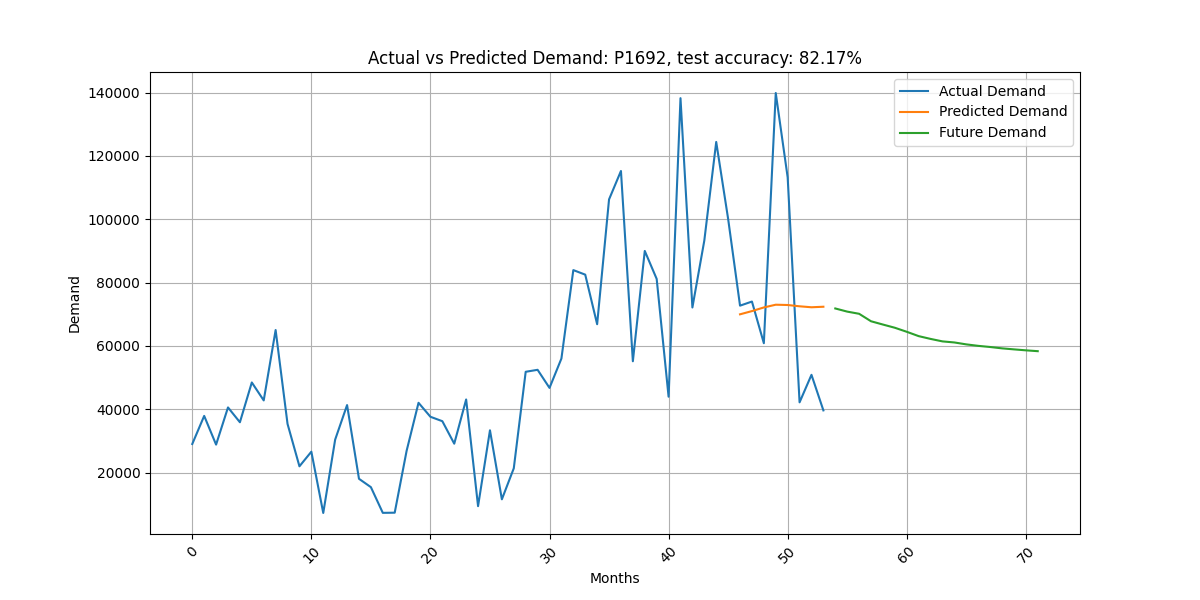 Actual vs Predicted Demand: P1692, test accuracy: 82.17%
Actual Demand
Predicted Demand
Future Demand
140000
120000
100000
80000
60000
40000
20000
Demand
0 10 20 30 40 50 60 70
Months